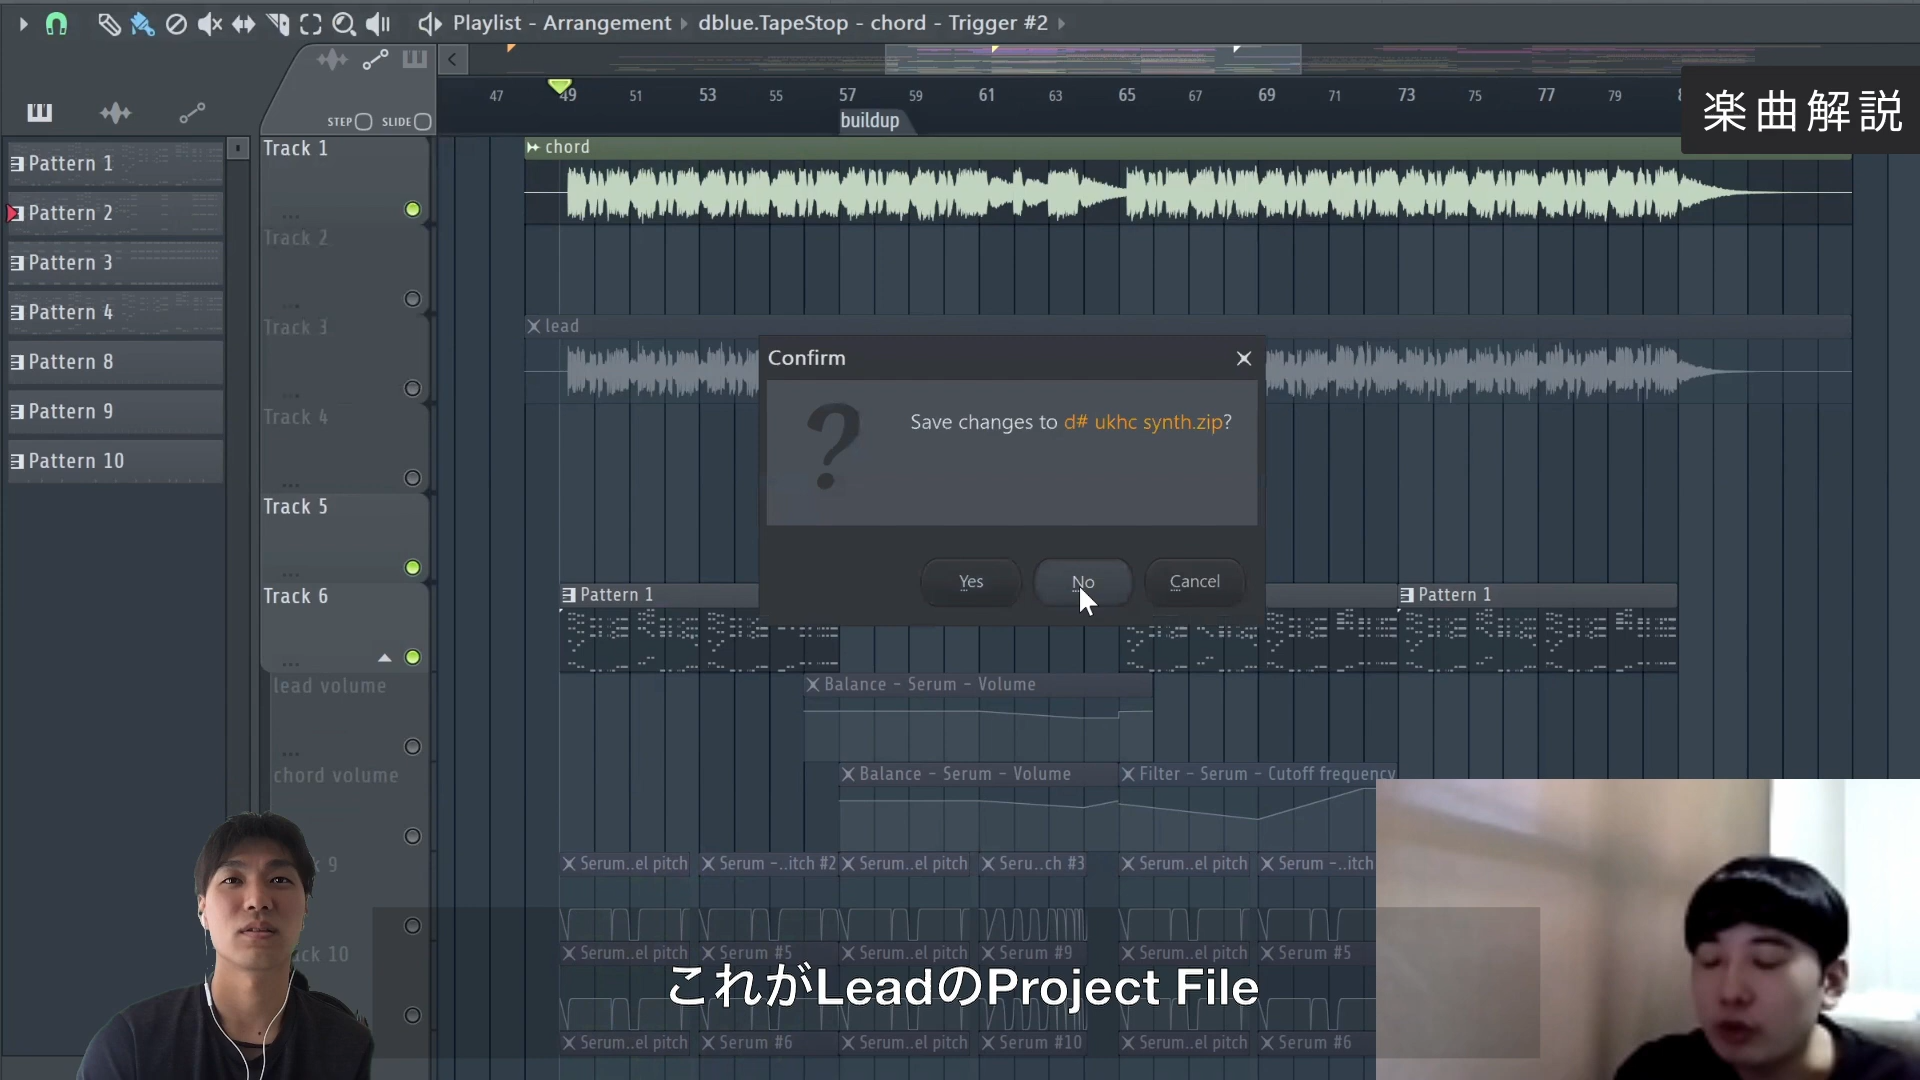 Playlist - Arrangement
dblue.TapeStop - chord - Trigger #2
STEP SLIDE
47 49 51 53 55 57 59 61 63 65 67 69 71 73 75 77 79
buildup
楽曲解説
Pattern 1
Pattern 2
Pattern 3
Pattern 4
Pattern 8
Pattern 9
Pattern 10
Track 1
Track 2
Track 3
Track 4
Track 5
Track 6
lead volume
chord volume
9
10
chord
lead
Confirm
Save changes to d# ukhc synth.zip?
Yes
No
Cancel
Pattern 1
Pattern 1
Balance - Serum - Volume
Balance - Serum - Volume
Filter - Serum - Cutoff frequency
Serum..el pitch Serum -..itch #2 Serum..el pitch Seru..ch #3 Serum..el pitch Serum -..itch
Serum..el pitch Serum #5 Serum..el pitch Serum #9 Serum..el pitch Serum #5
これがLeadのProject File
Serum..el pitch Serum #6 Serum..el pitch Serum #10 Serum..el pitch Serum #6